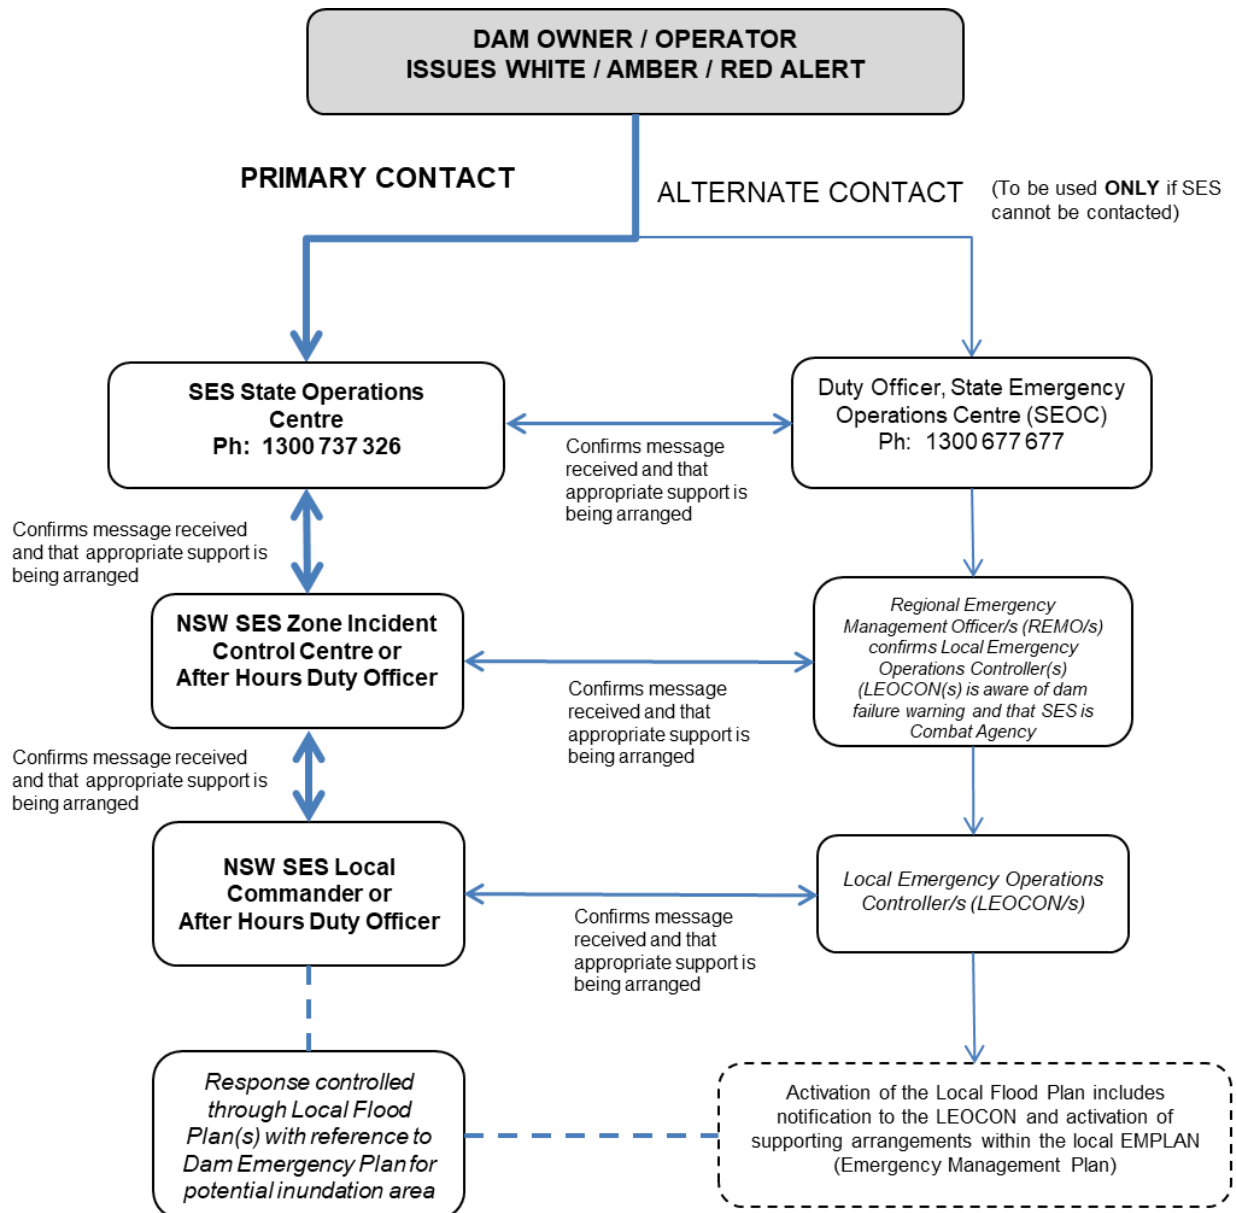 DAM OWNER / OPERATOR
ISSUES WHITE / AMBER / RED ALERT
PRIMARY CONTACT
ALTERNATE CONTACT
(To be used ONLY if SES
cannot be contacted)
SES State Operations
Centre
Ph: 1300 737 326
Duty Officer, State Emergency
Operations Centre (SEOC)
Ph: 1300 677 677
Confirms message
received and that
appropriate support is
being arranged
Confirms message received
and that appropriate support is
being arranged
NSW SES Zone Incident
Control Centre or
After Hours Duty Officer
Regional Emergency
Management Officer/s (REMO/s)
confirms Local Emergency
Operations Controller(s)
(LEOCON(s) is aware of dam
failure warning and that SES is
Combat Agency
Confirms message
received and that
appropriate support is
being arranged
Confirms message received
and that appropriate support is
being arranged
NSW SES Local
Commander or
After Hours Duty Officer
Local Emergency Operations
Controller/s (LEOCON/s)
Confirms message
received and that
appropriate support is
being arranged
Response controlled
through Local Flood
Plan(s) with reference to
Dam Emergency Plan for
potential inundation area
Activation of the Local Flood Plan includes
notification to the LEOCON and activation of
supporting arrangements within the local EMPLAN
(Emergency Management Plan)